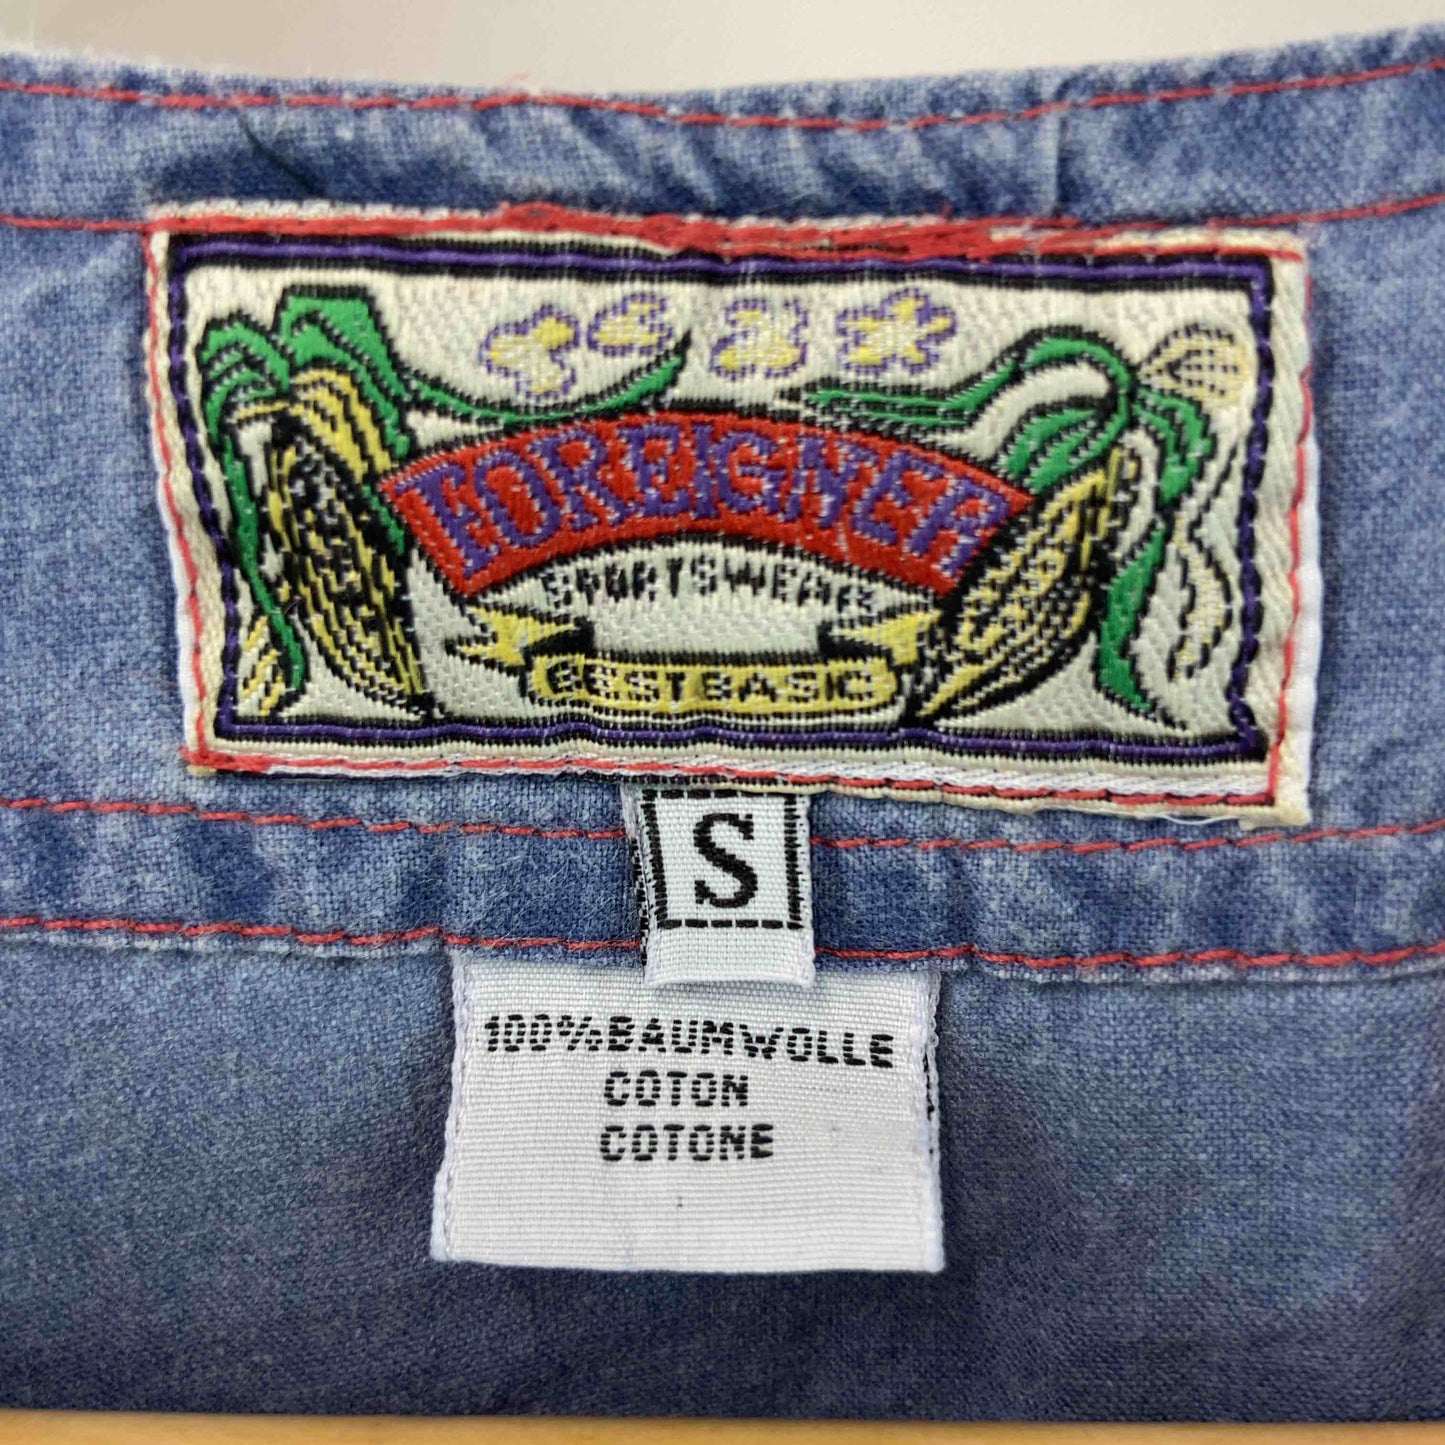 FOREIGNER
SPORTSWEAR
BEST BASIC
S
100% BAUMWOLLE
COTON
COTONE